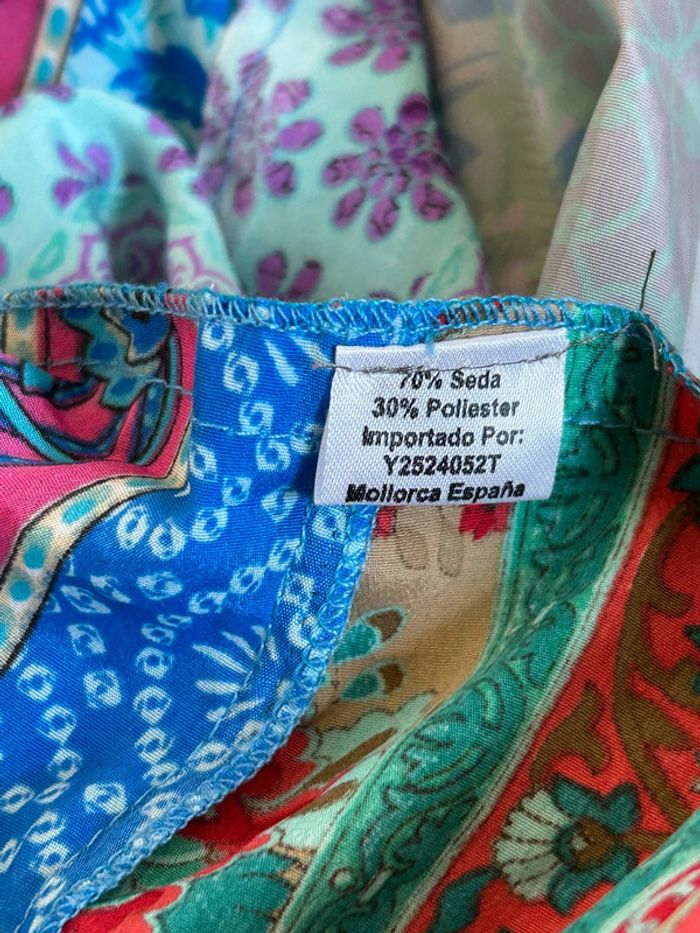 70% Seda
30% Poliester
Importado Por:
Y2524052T
Mollorca España